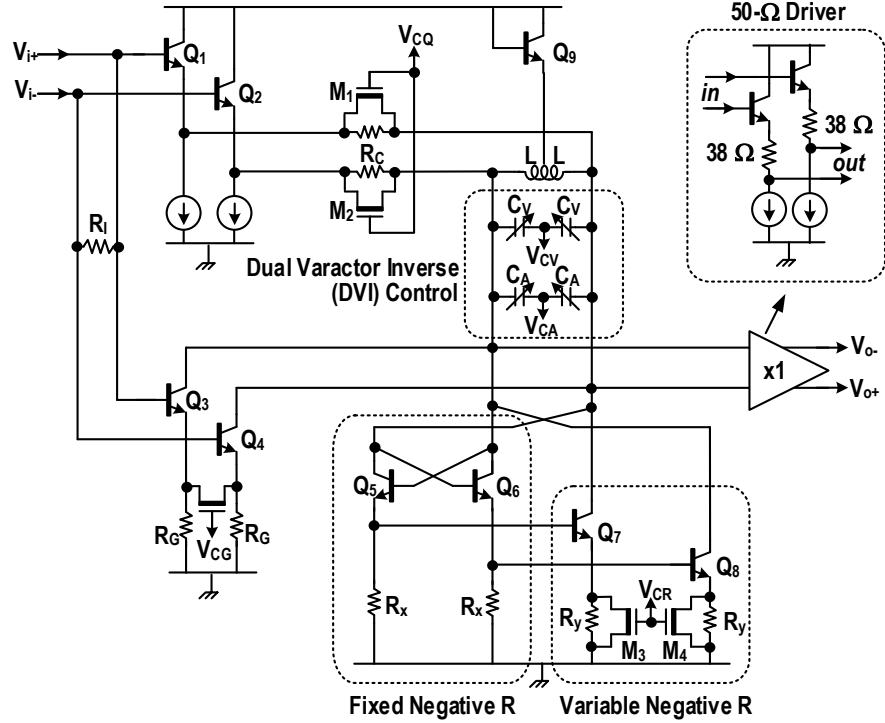 50-Ω Driver
Vi+
Vi-
Q1
Q2
VCQ
Q9
M1
RC
M2
L L
in
38 Ω
38 Ω
out
RI
Dual Varactor Inverse
(DVI) Control
CV CV
VCV
CA CA
VCA
x1
Vo-
Vo+
Q3
Q4
Q5
Q6
Q7
Q8
RG
VCG
RG
Rx
Rx
VCR
Ry
Ry
M3 M4
Fixed Negative R
Variable Negative R